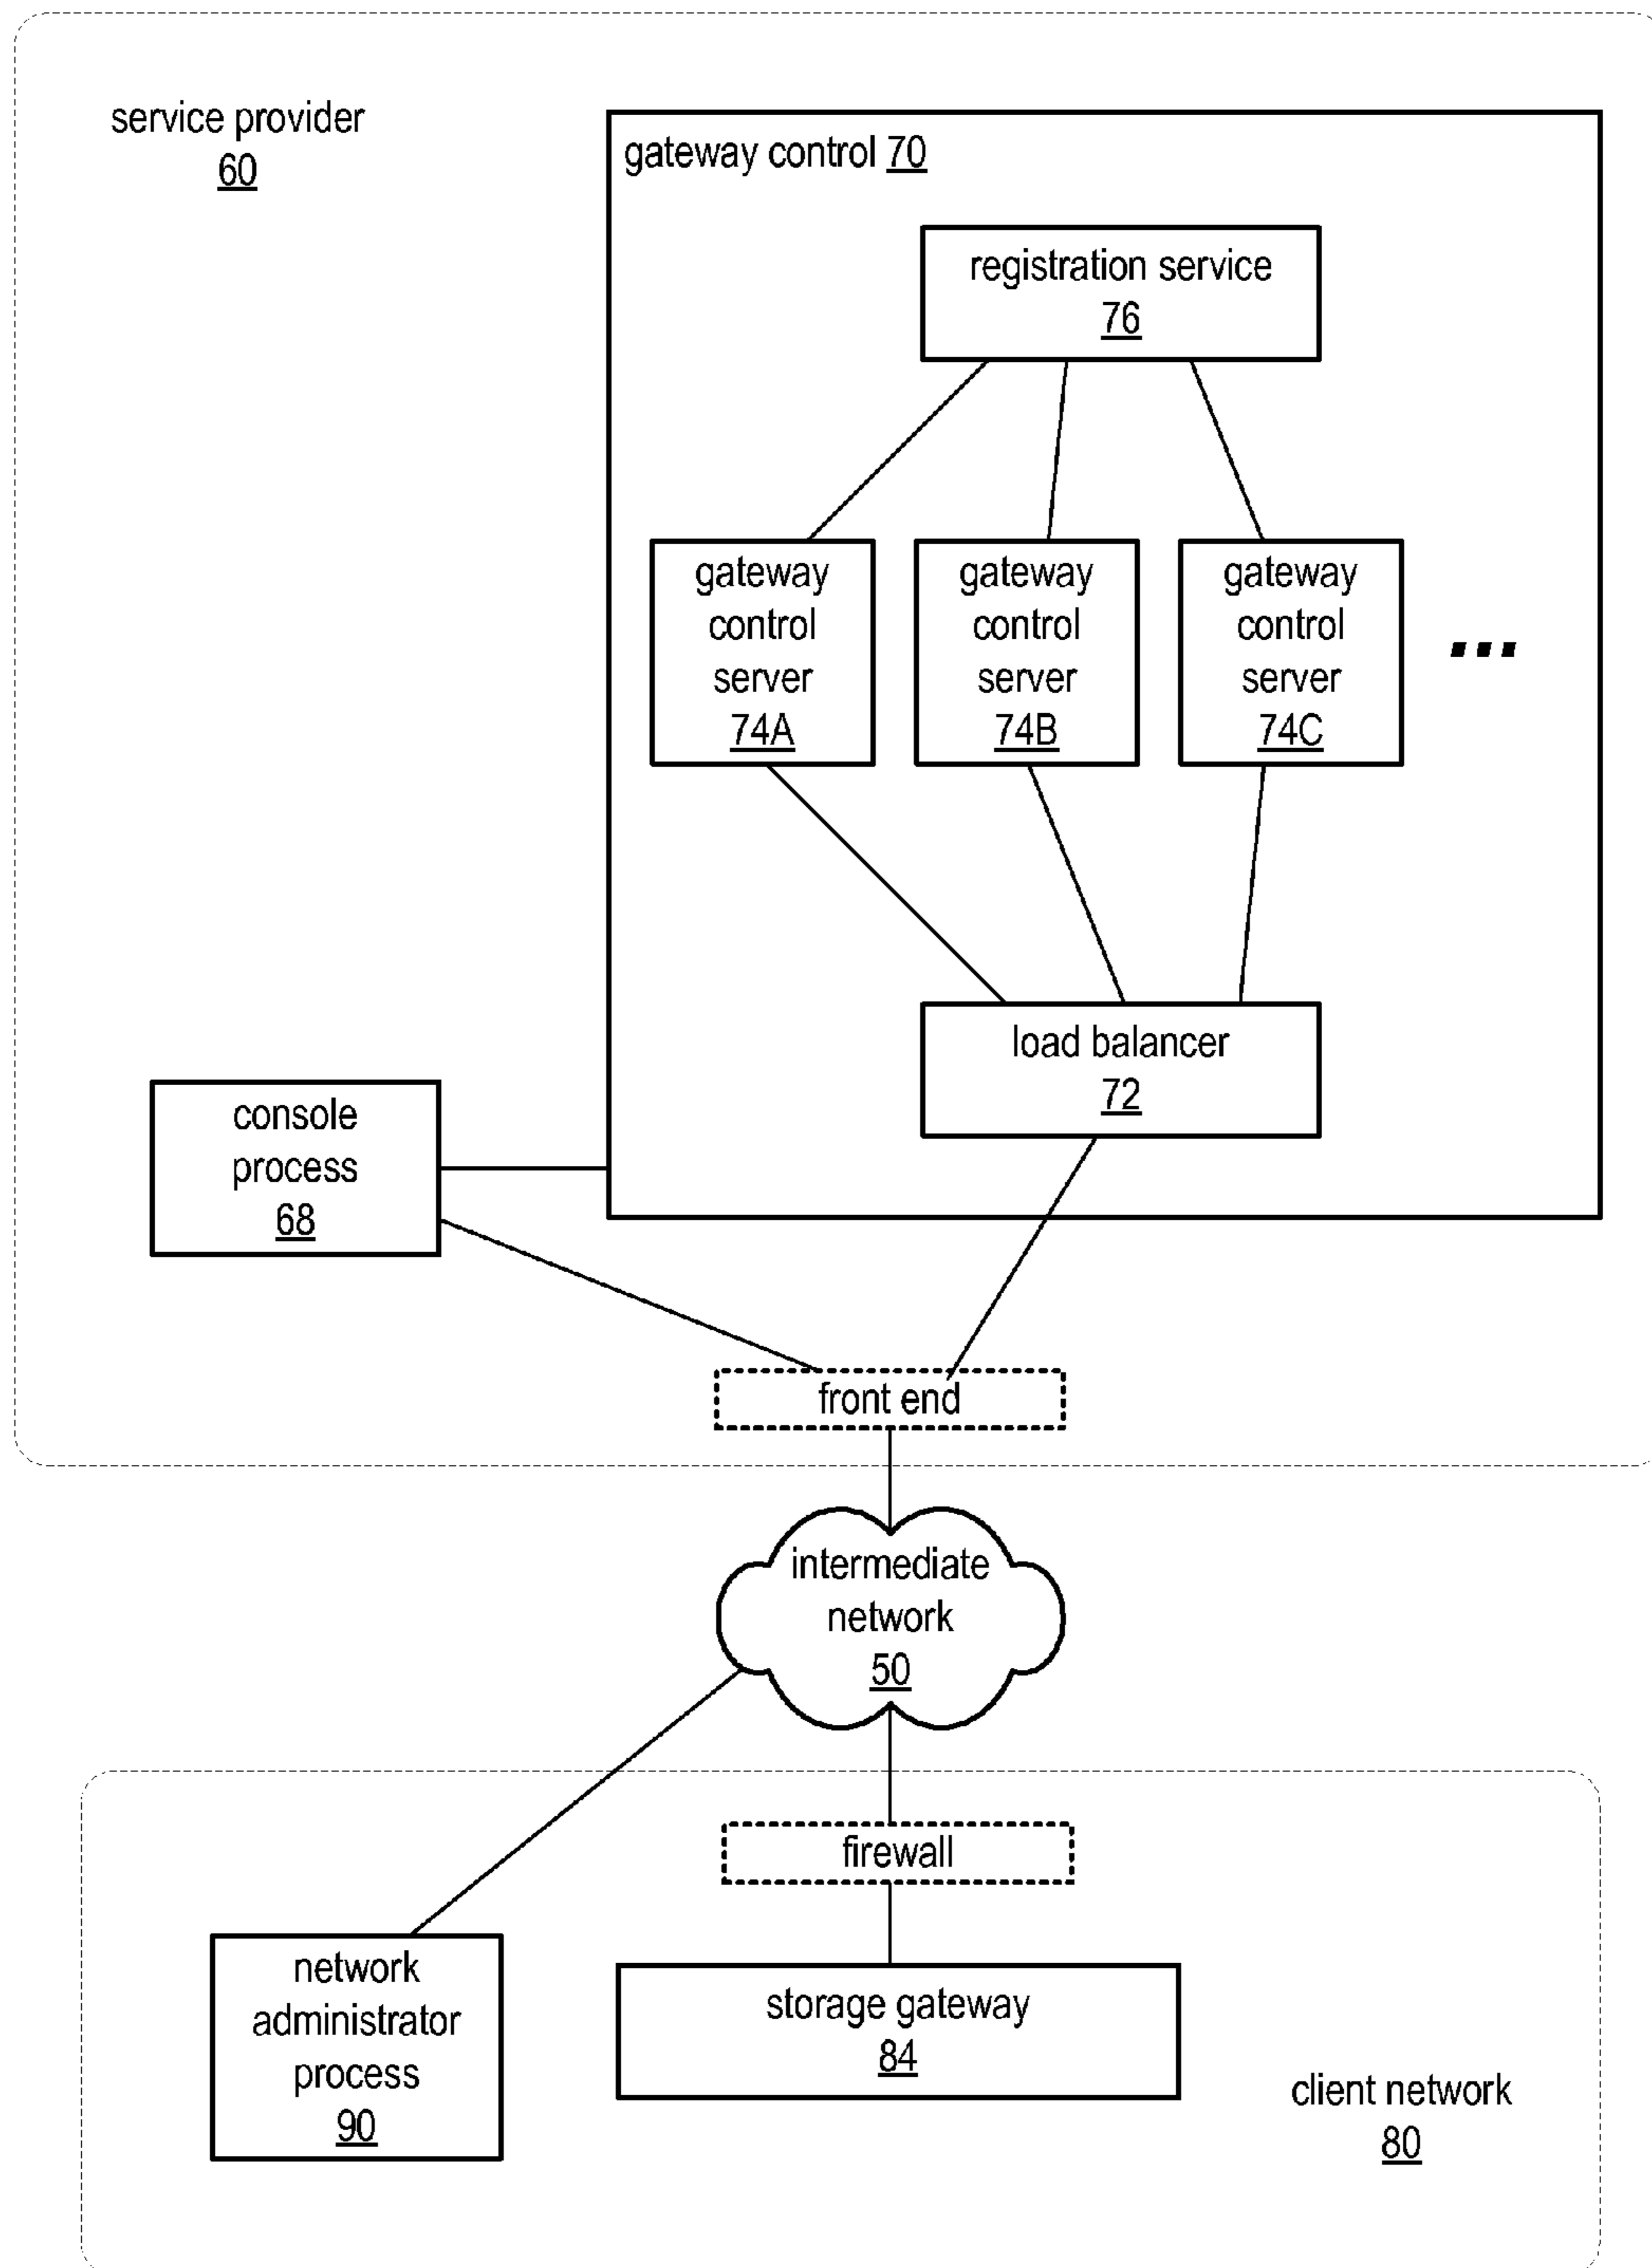 service provider
60
gateway control 70
registration service
76
gateway
control
server
74A
gateway
control
server
74B
gateway
control
server
74C
...
load balancer
72
console
process
68
front end
intermediate
network
50
firewall
network
administrator
process
90
storage gateway
84
client network
80